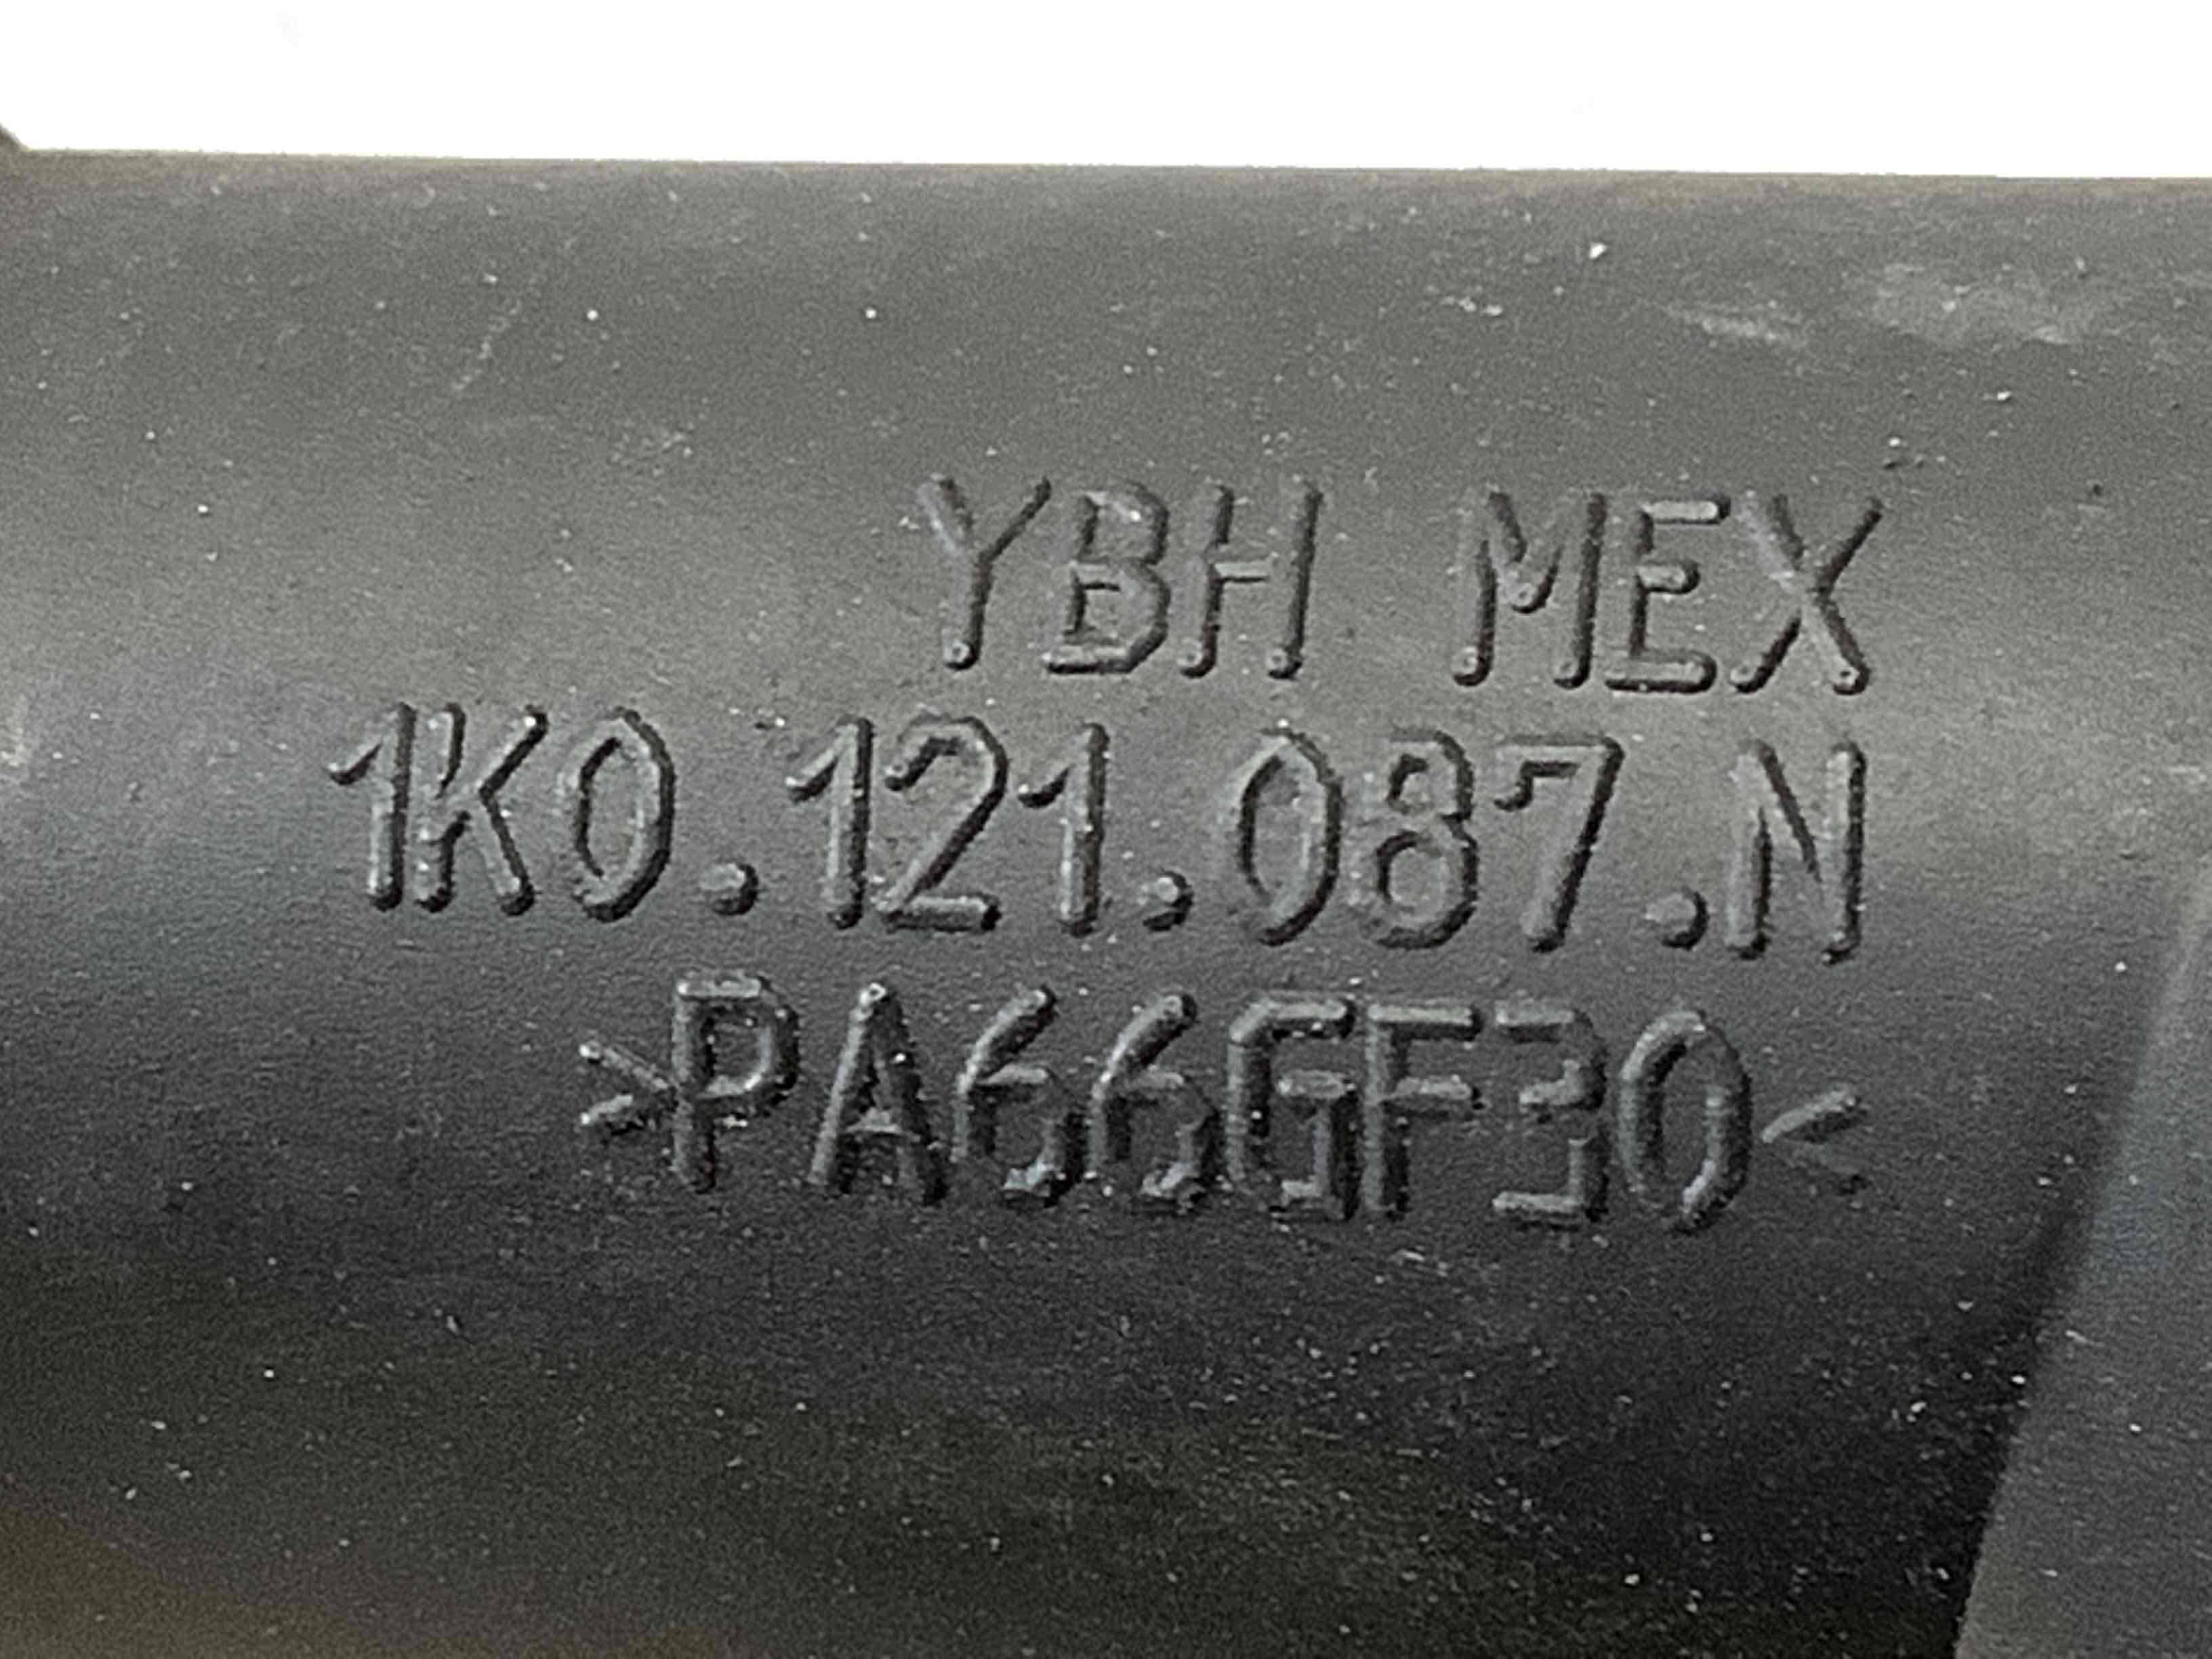 YBH MEX
1K0.121.087.N
>PA66GF30<